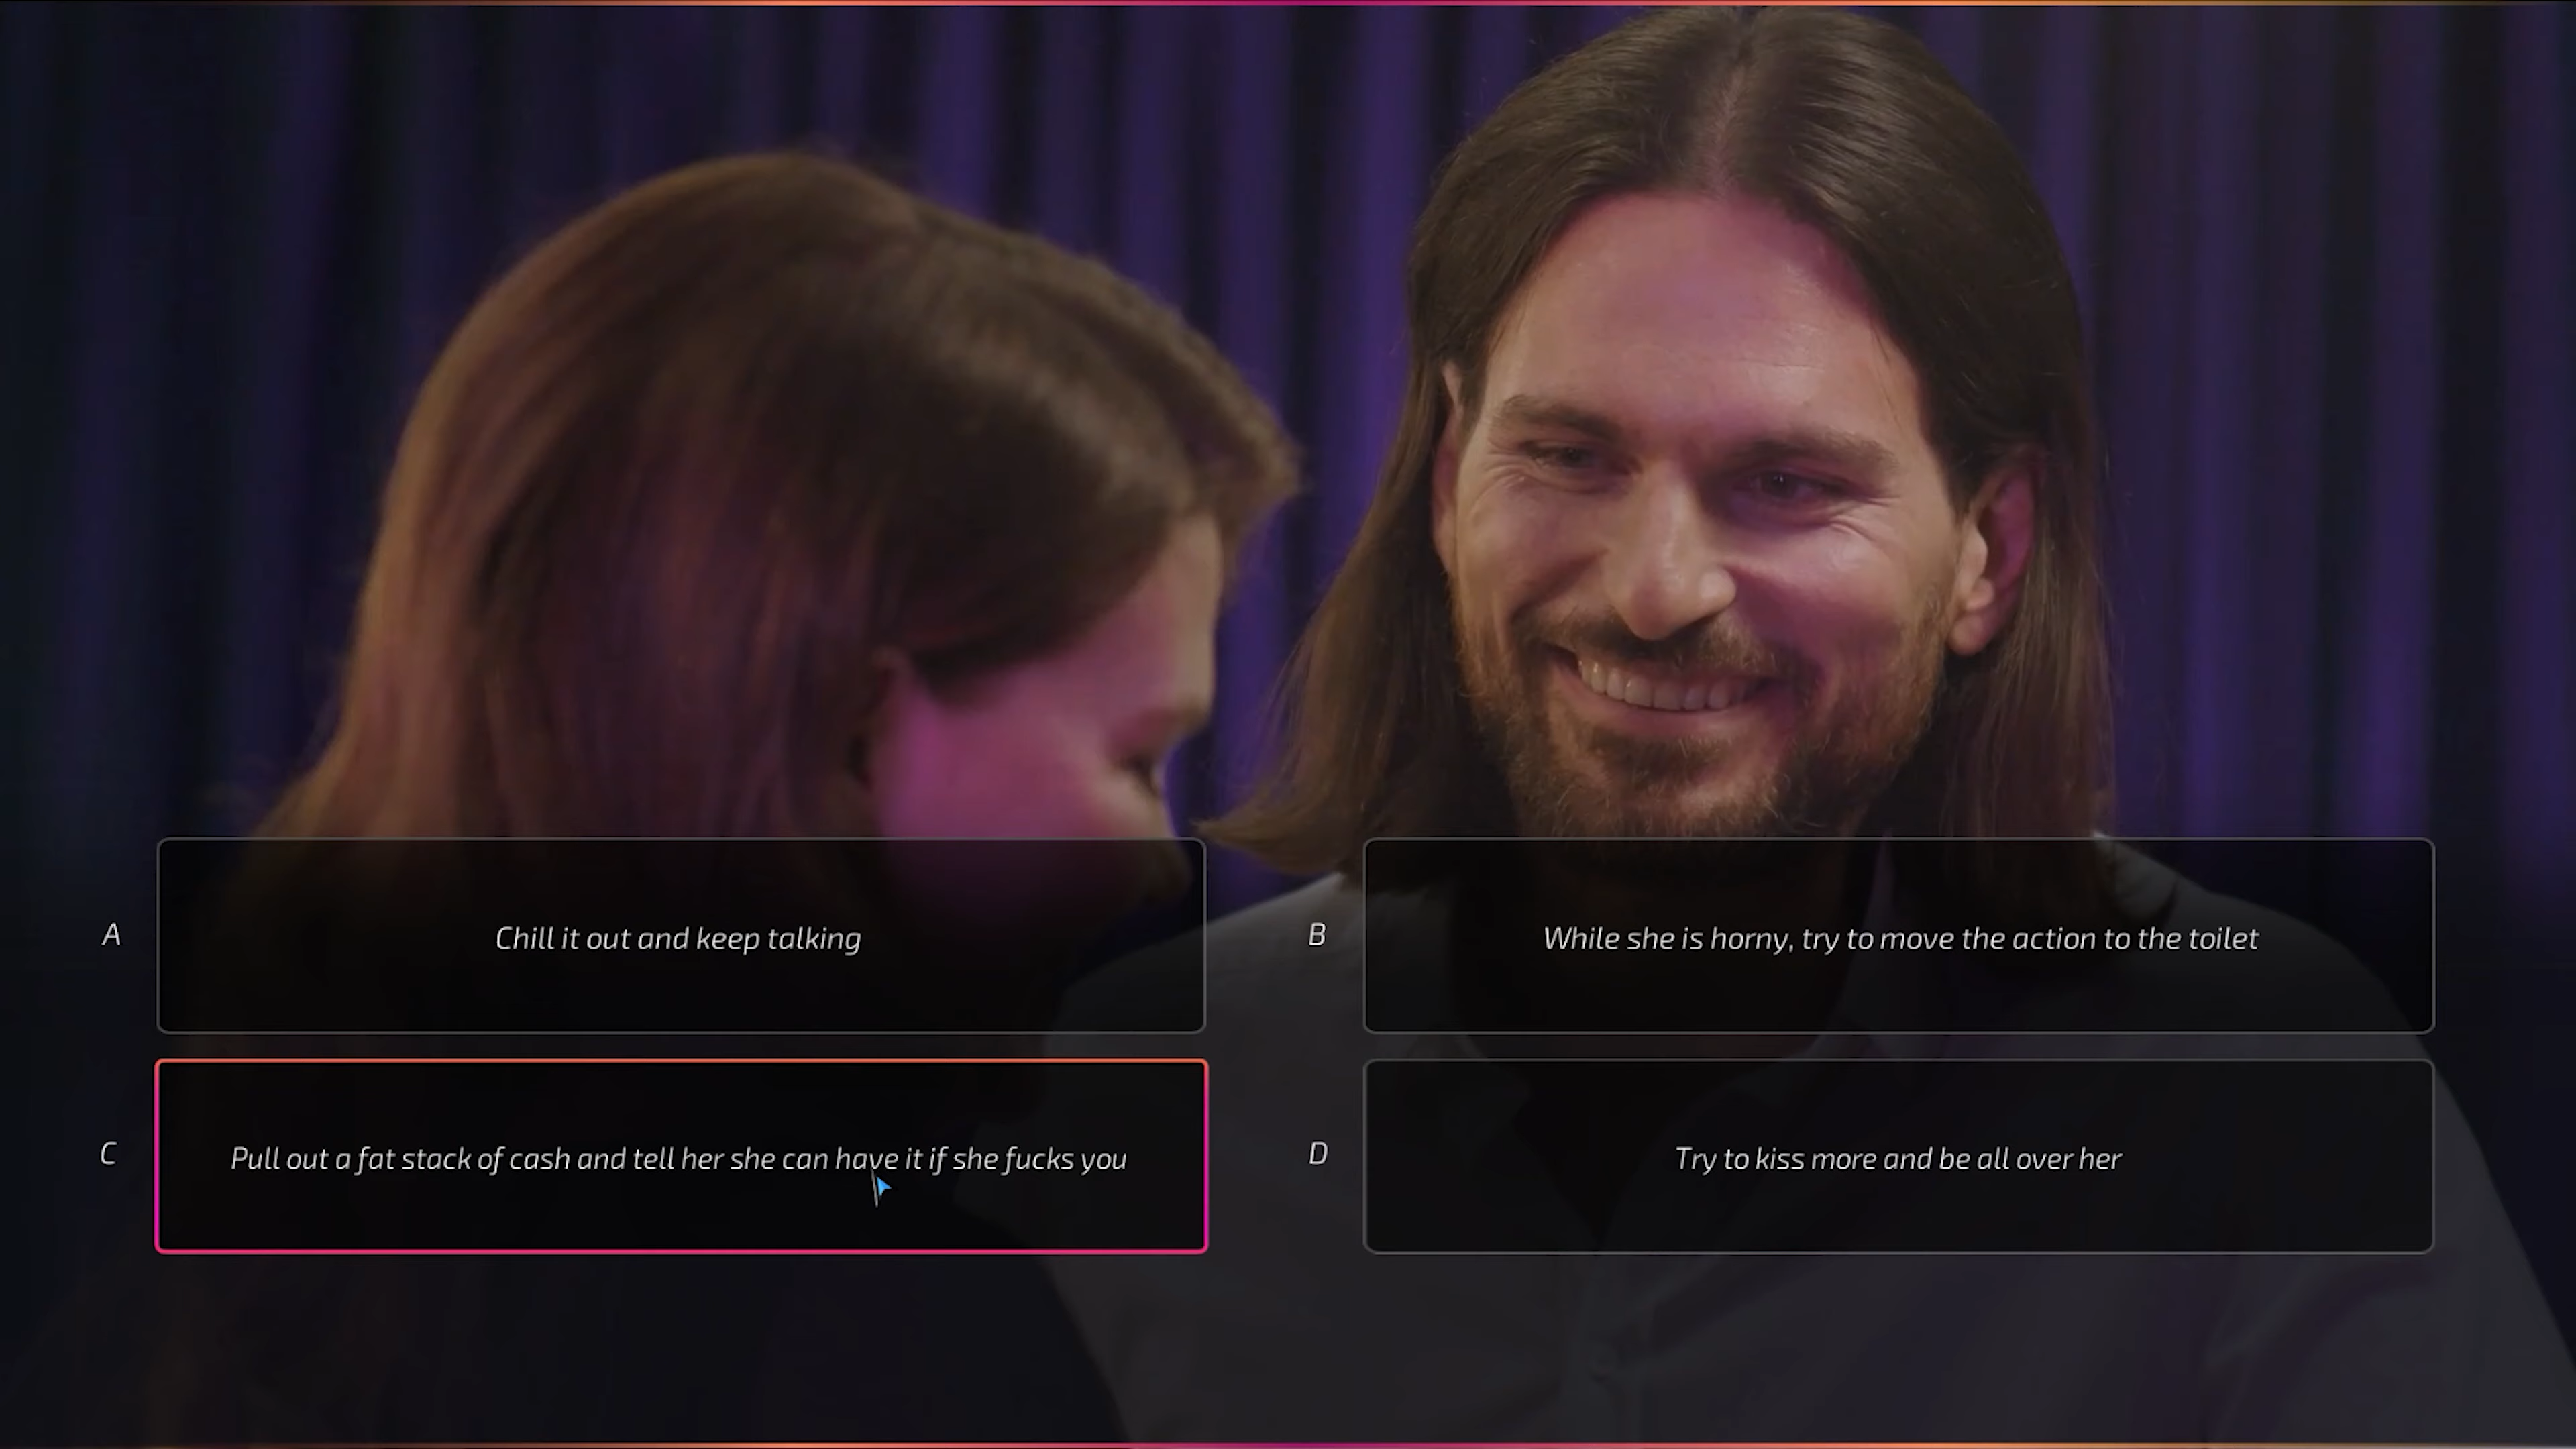 A
Chill it out and keep talking
B
While she is horny, try to move the action to the toilet
C
Pull out a fat stack of cash and tell her she can have it if she fucks you
D
Try to kiss more and be all over her